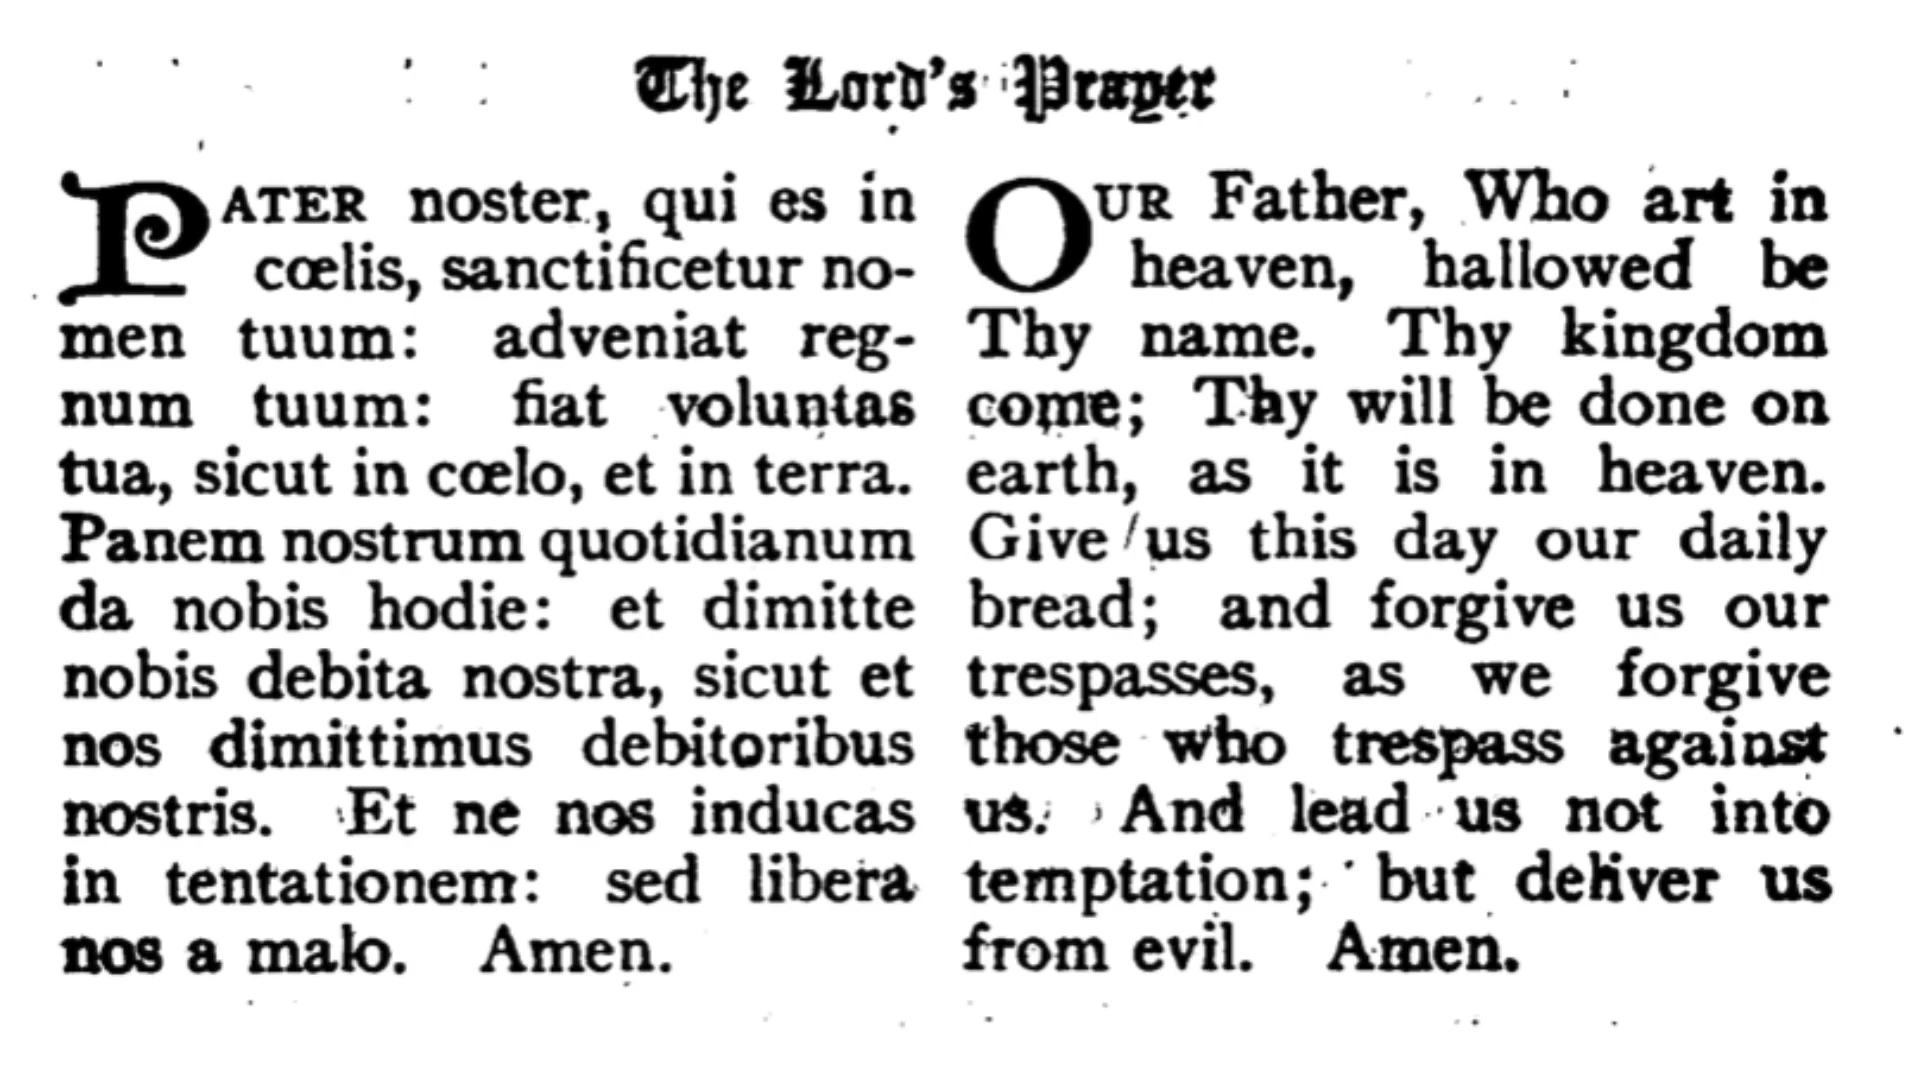 The Lord's Prayer
PATER noster, qui es in
cœlis, sanctificetur no-
men tuum: adveniat reg-
num tuum: fiat voluntas
tua, sicut in cœlo, et in terra.
Panem nostrum quotidianum
da nobis hodie: et dimitte
nobis debita nostra, sicut et
nos dimittimus debitoribus
nostris. Et ne nos inducas
in tentationem: sed libera
nos a malo. Amen.
OUR Father, Who art in
heaven, hallowed be
Thy name. Thy kingdom
come; Thy will be done on
earth, as it is in heaven.
Give us this day our daily
bread; and forgive us our
trespasses, as we forgive
those who trespass against
us. And lead us not into
temptation; but deliver us
from evil. Amen.